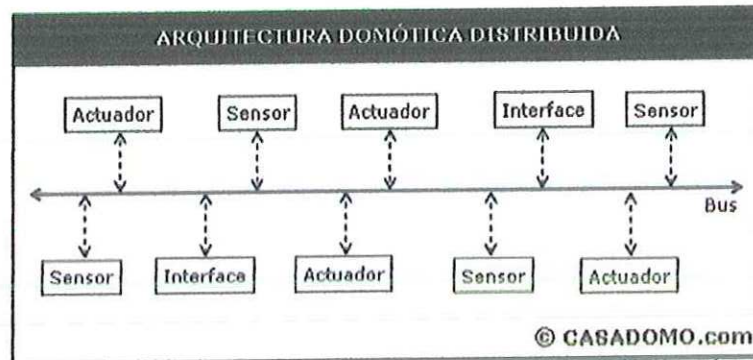 ARQUITECTURA DOMÓTICA DISTRIBUIDA
Actuador Sensor Actuador Interface Sensor
Bus
Sensor Interface Actuador Sensor Actuador
© CASADOMO.com